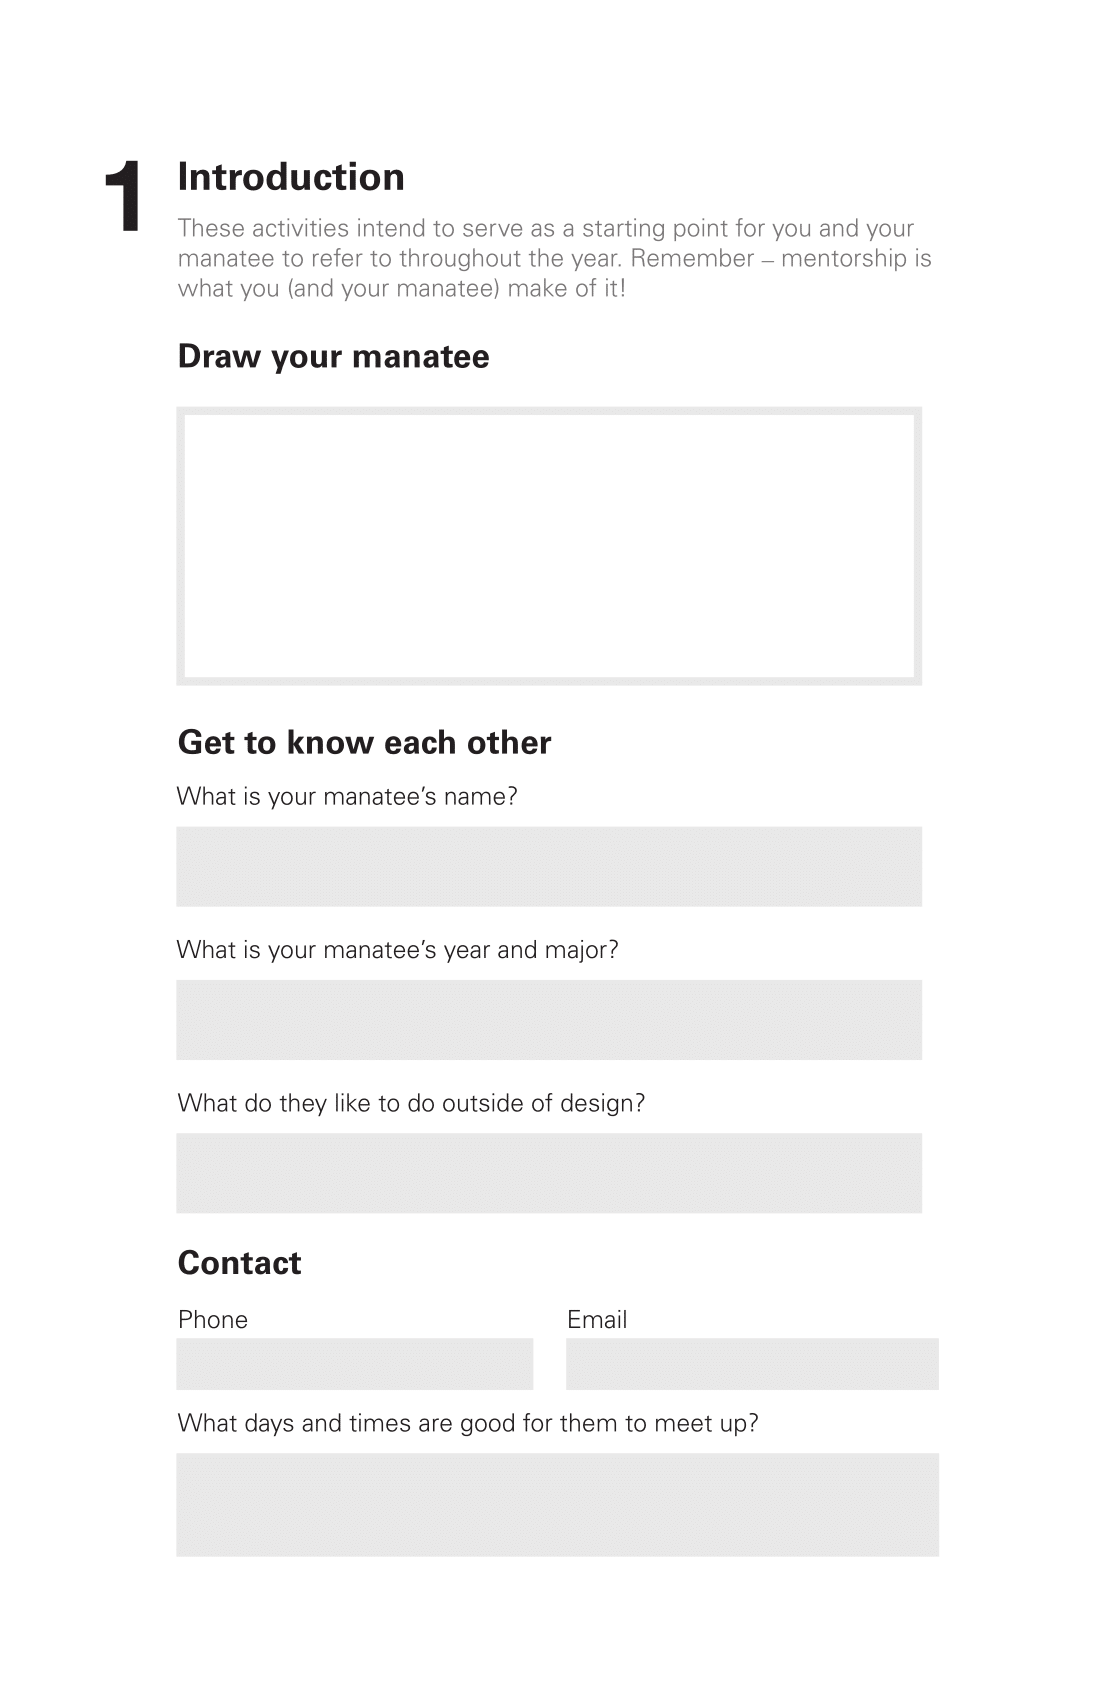 1
Introduction
These activities intend to serve as a starting point for you and your
manatee to refer to throughout the year. Remember – mentorship is
what you (and your manatee) make of it!
Draw your manatee
Get to know each other
What is your manatee’s name?
What is your manatee’s year and major?
What do they like to do outside of design?
Contact
Phone
Email
What days and times are good for them to meet up?